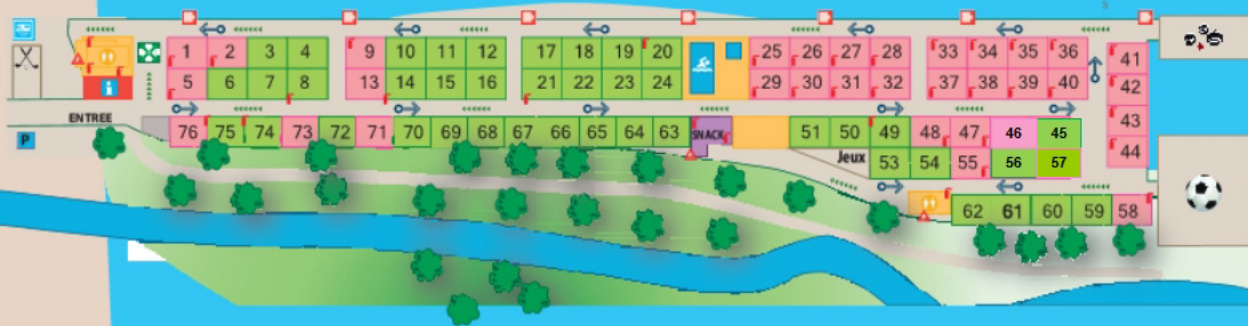 s
1 2 3 4 9 10 11 12 17 18 19 20 25 26 27 28 33 34 35 36 41
5 6 7 8 13 14 15 16 21 22 23 24 29 30 31 32 37 38 39 40 42
i
ENTREE
43
76 75 74 73 72 71 70 69 68 67 66 65 64 63 SNACK 51 50 49 48 47 46 45
P
44
Jeux 53 54 55 56 57
62 61 60 59 58